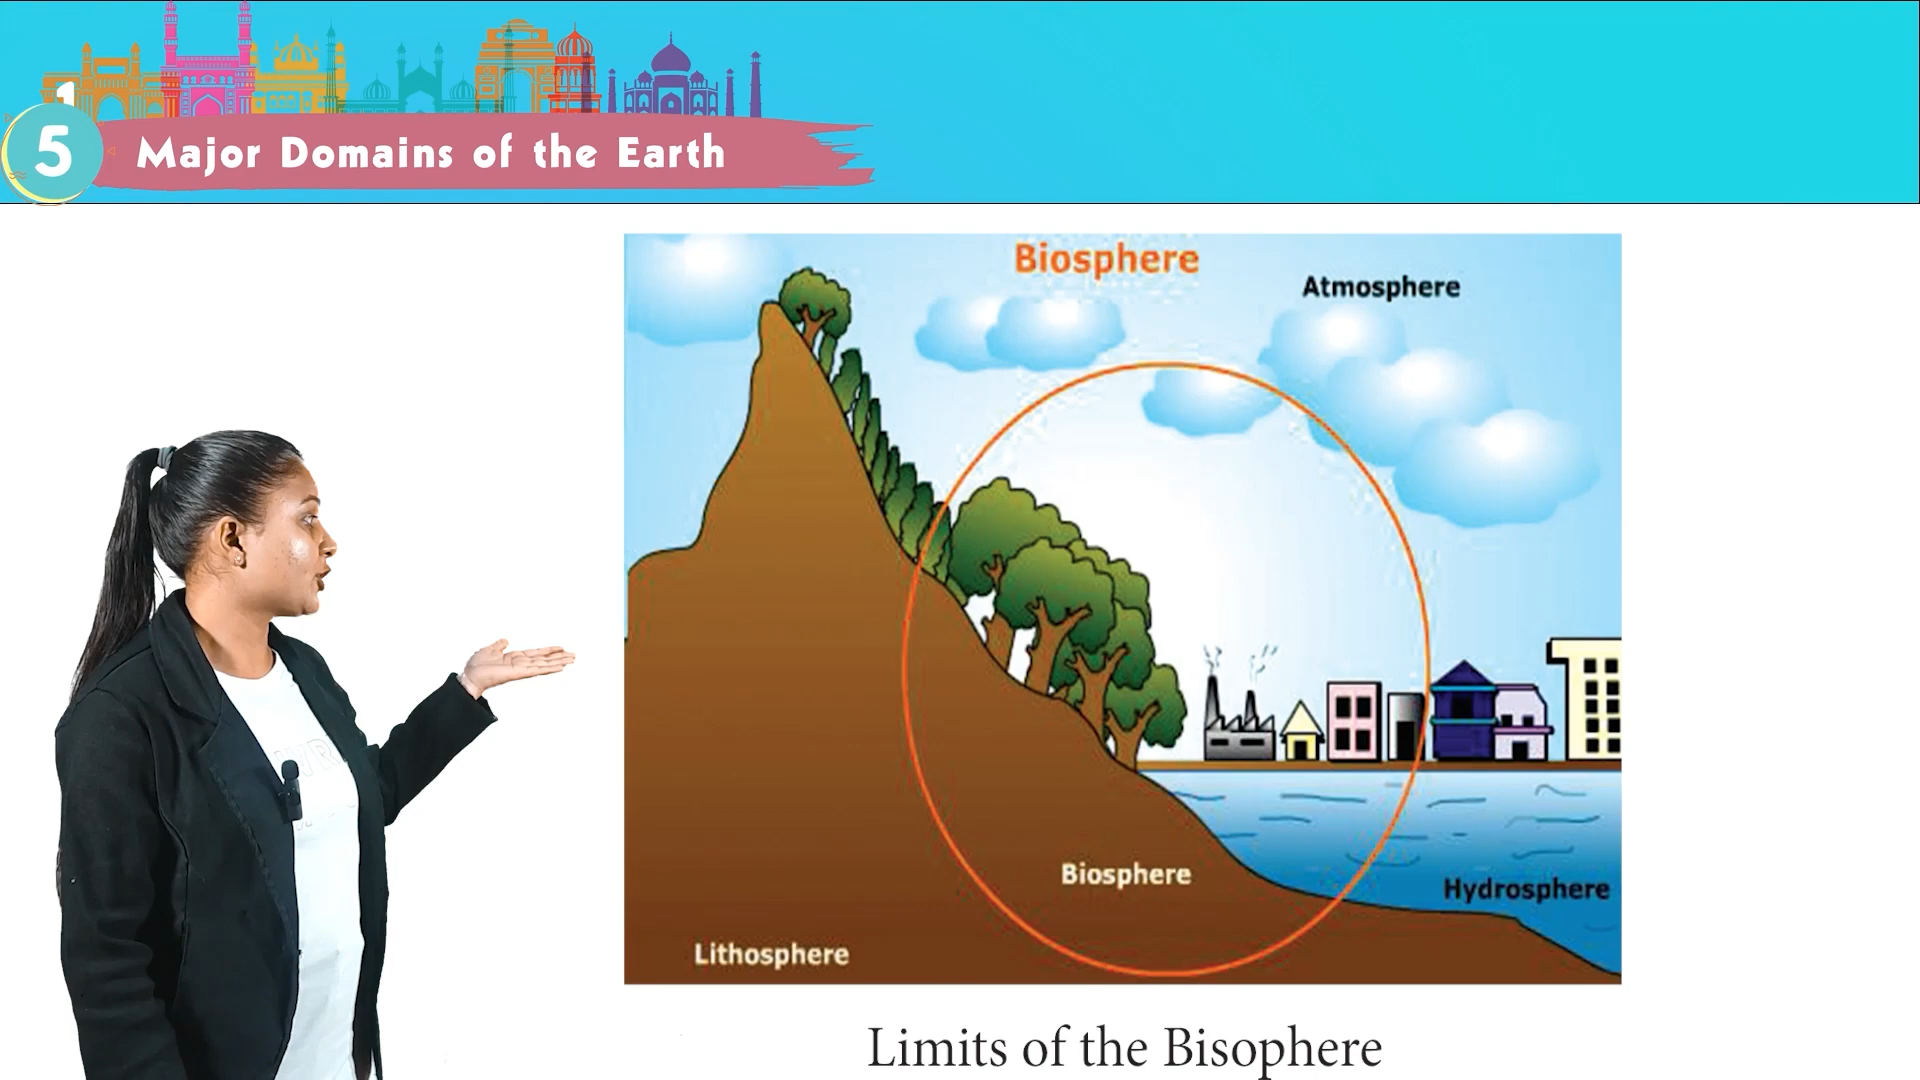 5
Major Domains of the Earth
Biosphere
Atmosphere
Biosphere
Hydrosphere
Lithosphere
Limits of the Bisophere